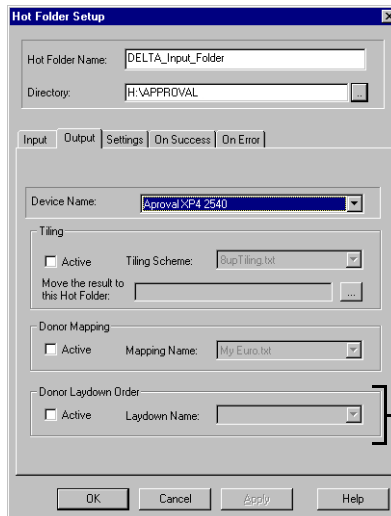 Hot Folder Setup
Hot Folder Name: DELTA_Input_Folder
Directory: H:\APPROVAL ..
Input Output Settings On Success On Error
Device Name: Aproval XP4 2540
Tiling
Active Tiling Scheme: 8upTiling.txt
Move the result to
this Hot Folder: ...
Donor Mapping
Active Mapping Name: My Euro.txt
Donor Laydown Order
Active Laydown Name:
OK Cancel Apply Help